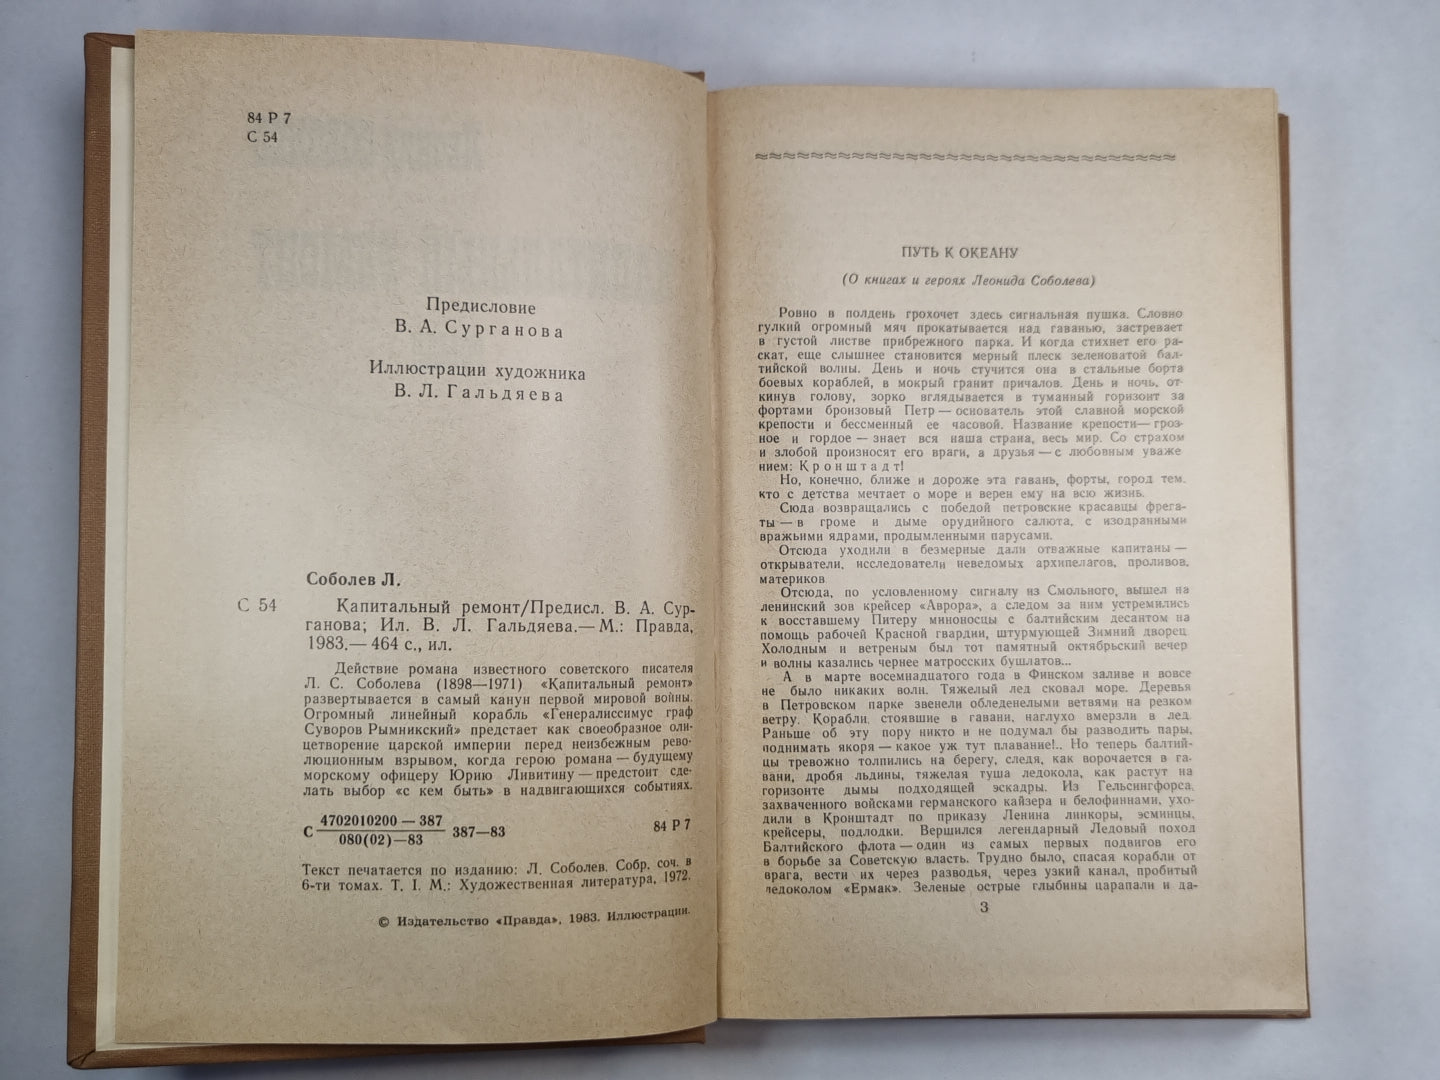 84 Р 7
С 54
Предисловие
В. А. Сурганова
Иллюстрации художника
В. Л. Гальдяева
Соболев Л.
С 54
Капитальный ремонт/Предисл. В. А. Сур-
ганова; Ил. В. Л. Гальдяева.— М.: Правда,
1983.— 464 с., ил.
Действие романа известного советского писателя
Л. С. Соболева (1898—1971) «Капитальный ремонт»
развертывается в самый канун первой мировой войны.
Огромный линейный корабль «Генералиссимус граф
Суворов Рымникский» предстает как своеобразное оли-
цетворение царской империи перед неизбежным рево-
люционным взрывом, когда герою романа — будущему
морскому офицеру Юрию Ливитину — предстоит сде-
лать выбор «с кем быть» в надвигающихся событиях.
С 4702010200 — 387
080(02)—83
387—83
84 Р 7
Текст печатается по изданию: Л. Соболев. Собр. соч. в
6-ти томах. Т. I. М.: Художественная литература, 1972.
© Издательство «Правда», 1983. Иллюстрации.
ПУТЬ К ОКЕАНУ
(О книгах и героях Леонида Соболева)
Ровно в полдень грохочет здесь сигнальная пушка. Словно
гулкий огромный мяч прокатывается над гаванью, застревает
в густой листве прибрежного парка. И когда стихнет его ра-
скат, еще слышнее становится мерный плеск зеленоватой бал-
тийской волны. День и ночь стучится она в стальные борта
боевых кораблей, в мокрый гранит причалов. День и ночь, от-
кинув голову, зорко вглядывается в туманный горизонт за
фортами бронзовый Петр — основатель этой славной морской
крепости и бессменный ее часовой. Название крепости — гроз-
ное и гордое — знает вся наша страна, весь мир. Со страхом
и злобой произносят его враги, а друзья — с любовным уваже
нием: Кронштадт!
Но, конечно, ближе и дороже эта гавань, форты, город тем,
кто с детства мечтает о море и верен ему на всю жизнь.
Сюда возвращались с победой петровские красавцы фрега-
ты — в громе и дыме орудийного салюта, с изодранными
вражьими ядрами, продымленными парусами.
Отсюда уходили в безмерные дали отважные капитаны —
открыватели, исследователи неведомых архипелагов, проливов,
материков
Отсюда, по условленному сигналу из Смольного, вышел на
ленинский зов крейсер «Аврора», а следом за ним устремились
к восставшему Питеру миноносцы с балтийским десантом на
помощь рабочей Красной гвардии, штурмующей Зимний дворец
Холодным и ветреным был тот памятный октябрьский вечер
и волны казались чернее матросских бушлатов...
А в марте восемнадцатого года в Финском заливе и вовсе
не было никаких волн. Тяжелый лед сковал море. Деревья
в Петровском парке звенели обледенелыми ветвями на резком
ветру. Корабли, стоявшие в гавани, наглухо вмерзли в лед.
Раньше об эту пору никто и не подумал бы разводить пары,
поднимать якоря — какое уж тут плавание!.. Но теперь балтий-
цы тревожно толпились на берегу, следя, как ворочается в га-
вани, дробя льдины, тяжелая туша ледокола, как растут на
горизонте дымы подходящей эскадры. Из Гельсингфорса,
захваченного войсками германского кайзера и белофиннами, ухо-
дили в Кронштадт по приказу Ленина линкоры, эсминцы,
крейсеры, подлодки. Вершился легендарный Ледовый поход
Балтийского флота — один из самых первых подвигов его
в борьбе за Советскую власть. Трудно было, спасая корабли от
врага, вести их через разводья, через узкий канал, пробитый
ледоколом «Ермак». Зеленые острые глыбины царапали и да-
3